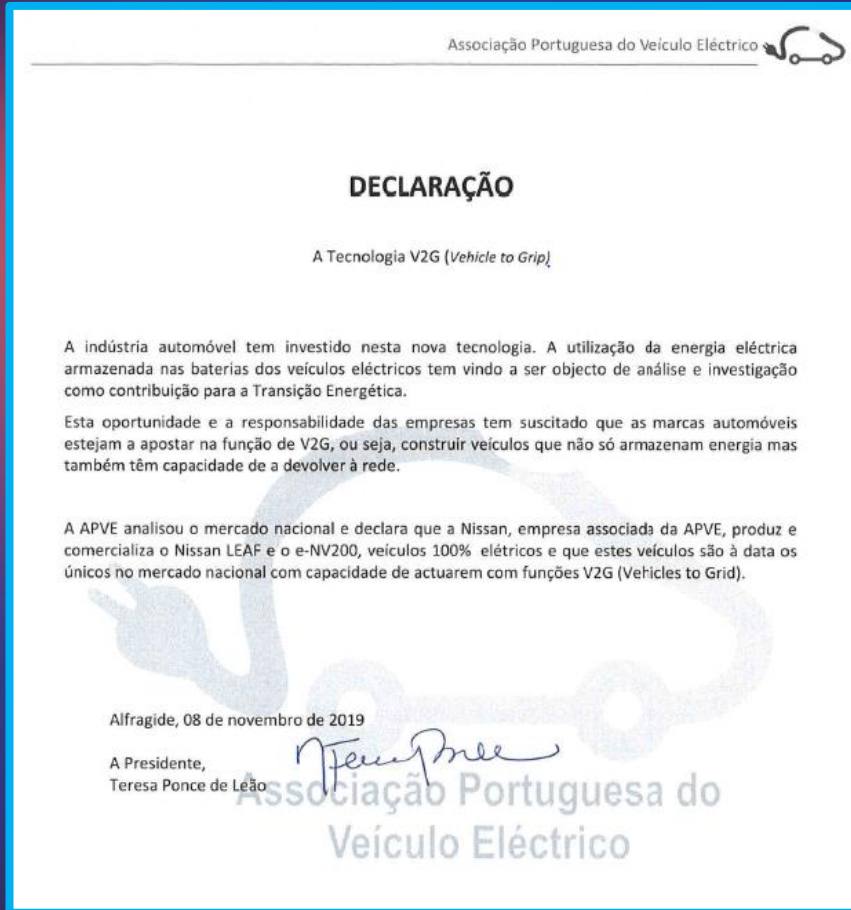 Associação Portuguesa do Veículo Eléctrico
DECLARAÇÃO
A Tecnologia V2G (Vehicle to Grip)
A indústria automóvel tem investido nesta nova tecnologia. A utilização da energia eléctrica
armazenada nas baterias dos veículos eléctricos tem vindo a ser objecto de análise e investigação
como contribuição para a Transição Energética.
Esta oportunidade e a responsabilidade das empresas tem suscitado que as marcas automóveis
estejam a apostar na função de V2G, ou seja, construir veículos que não só armazenam energia mas
também têm capacidade de a devolver à rede.
A APVE analisou o mercado nacional e declara que a Nissan, empresa associada da APVE, produz e
comercializa o Nissan LEAF e o e-NV200, veículos 100% elétricos e que estes veículos são à data os
únicos no mercado nacional com capacidade de actuarem com funções V2G (Vehicles to Grid).
Alfragide, 08 de novembro de 2019
A Presidente,
Teresa Ponce de Leão
Associação Portuguesa do
Veículo Eléctrico